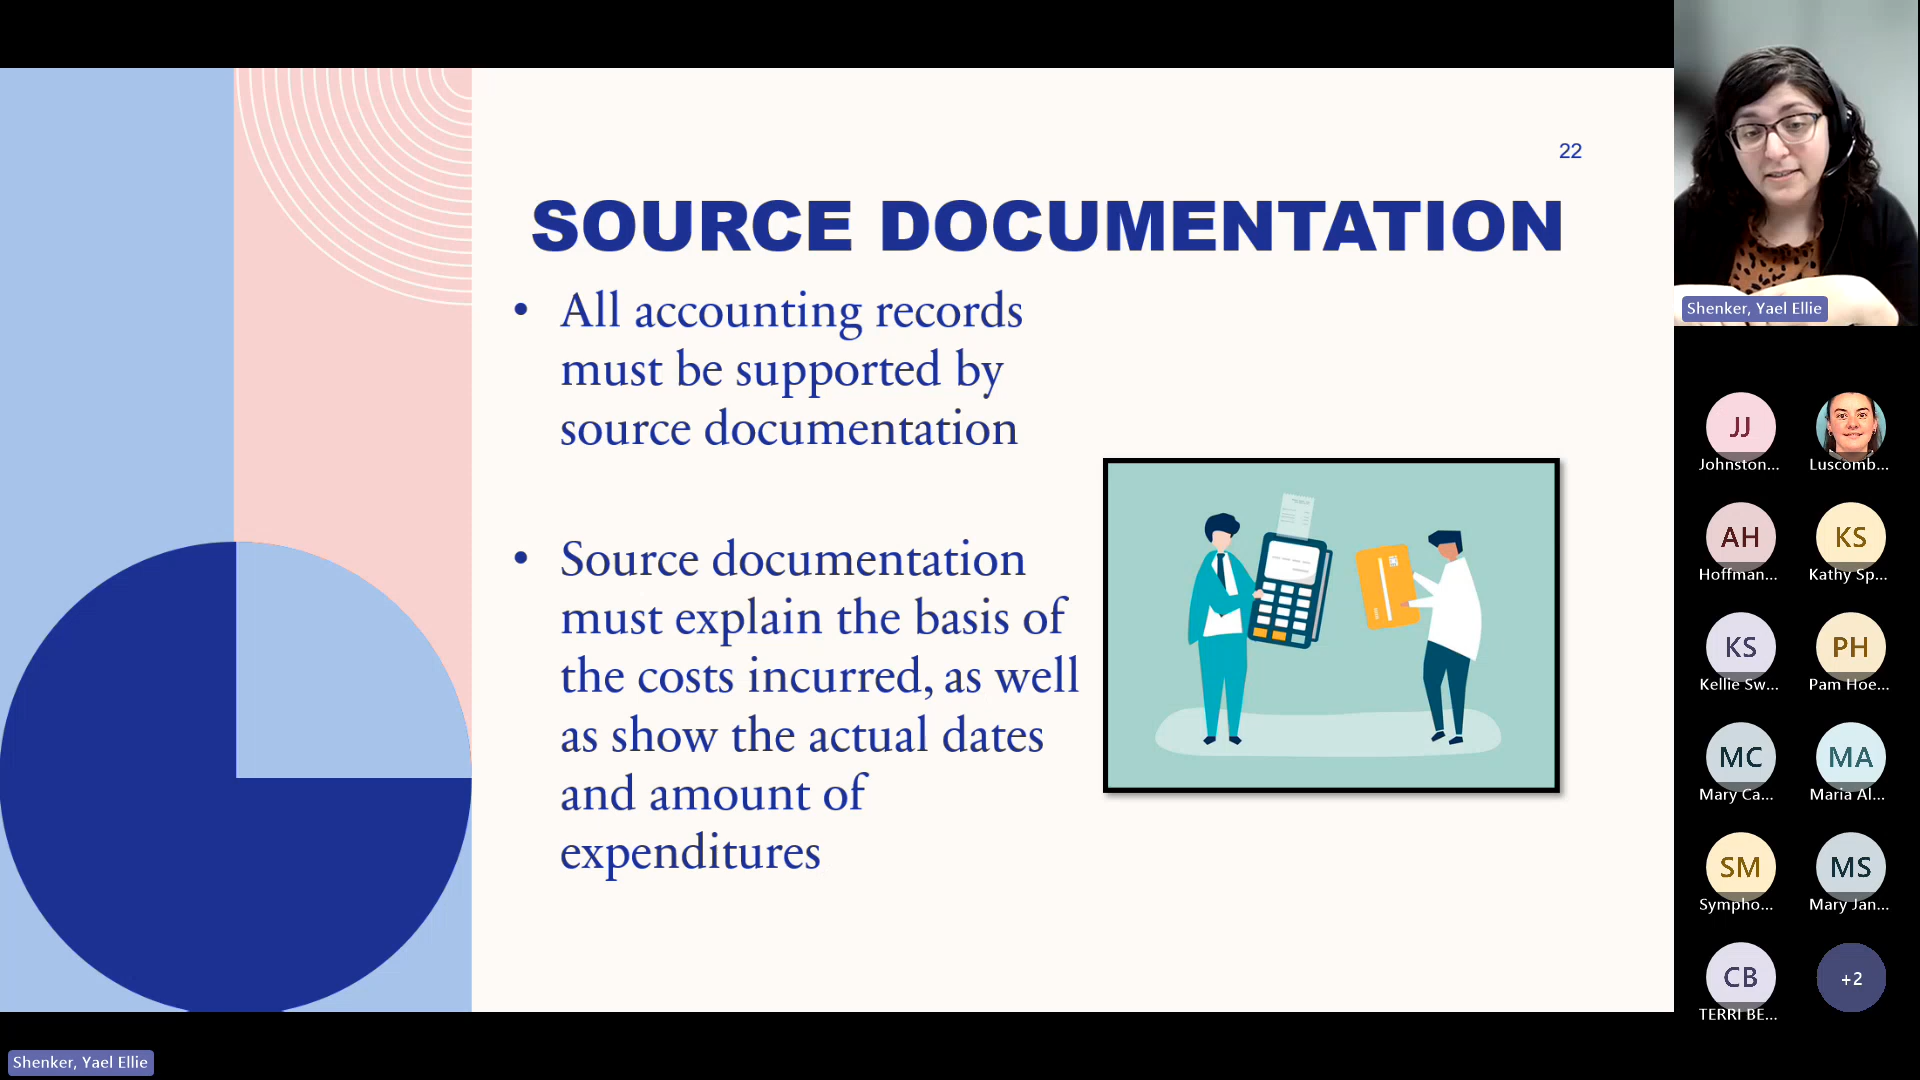 22
SOURCE DOCUMENTATION
• All accounting records
must be supported by
source documentation
• Source documentation
must explain the basis of
the costs incurred, as well
as show the actual dates
and amount of
expenditures
Shenker, Yael Ellie
JJ
Johnston...
Luscomb...
AH
Hoffman...
KS
Kathy Sp...
KS
Kellie Sw...
PH
Pam Hoe...
MC
Mary Ca...
MA
Maria Al...
SM
Sympho...
MS
Mary Jan...
CB
TERRI BE...
+2
Shenker, Yael Ellie